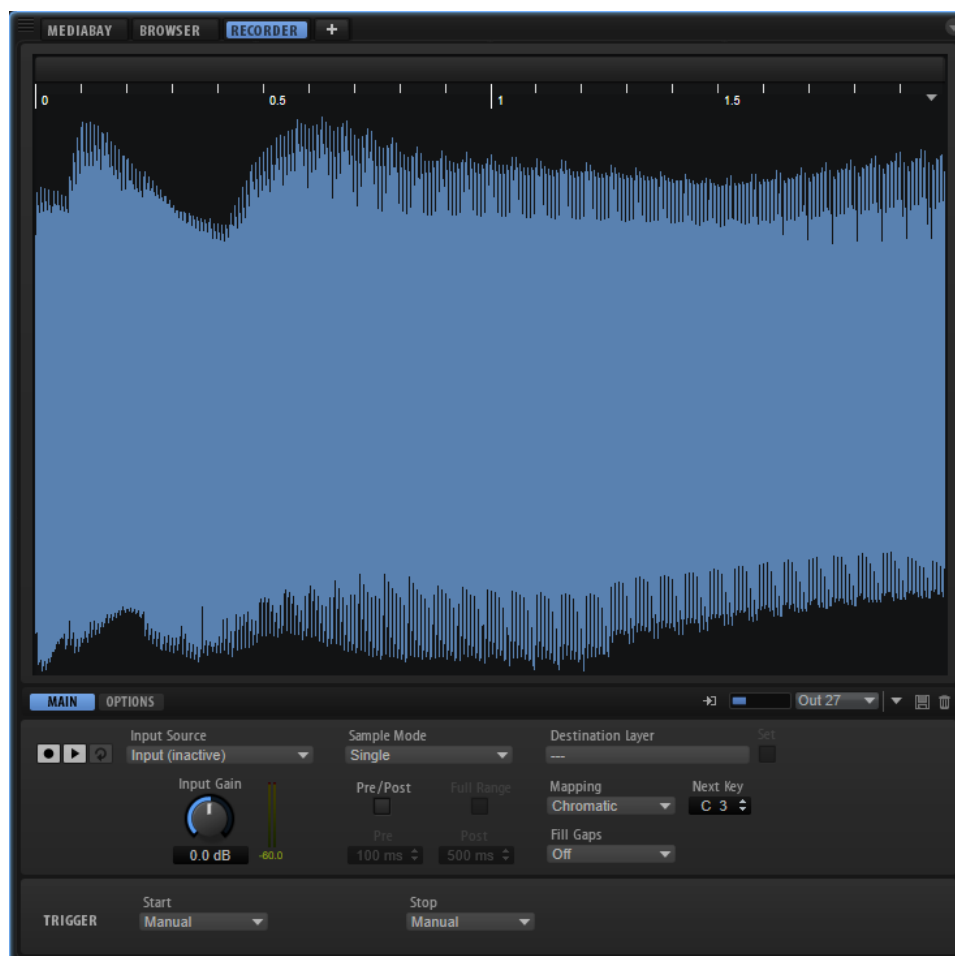 MEDIABAY BROWSER RECORDER +
0 0.5 1 1.5
MAIN OPTIONS Out 27
Input Source Sample Mode Destination Layer Set
Input (inactive) Single ---
Input Gain Pre/Post Full Range Mapping Next Key
Chromatic C 3
Pre Post Fill Gaps
0.0 dB -60.0 100 ms 500 ms Off
Start Stop
TRIGGER Manual Manual